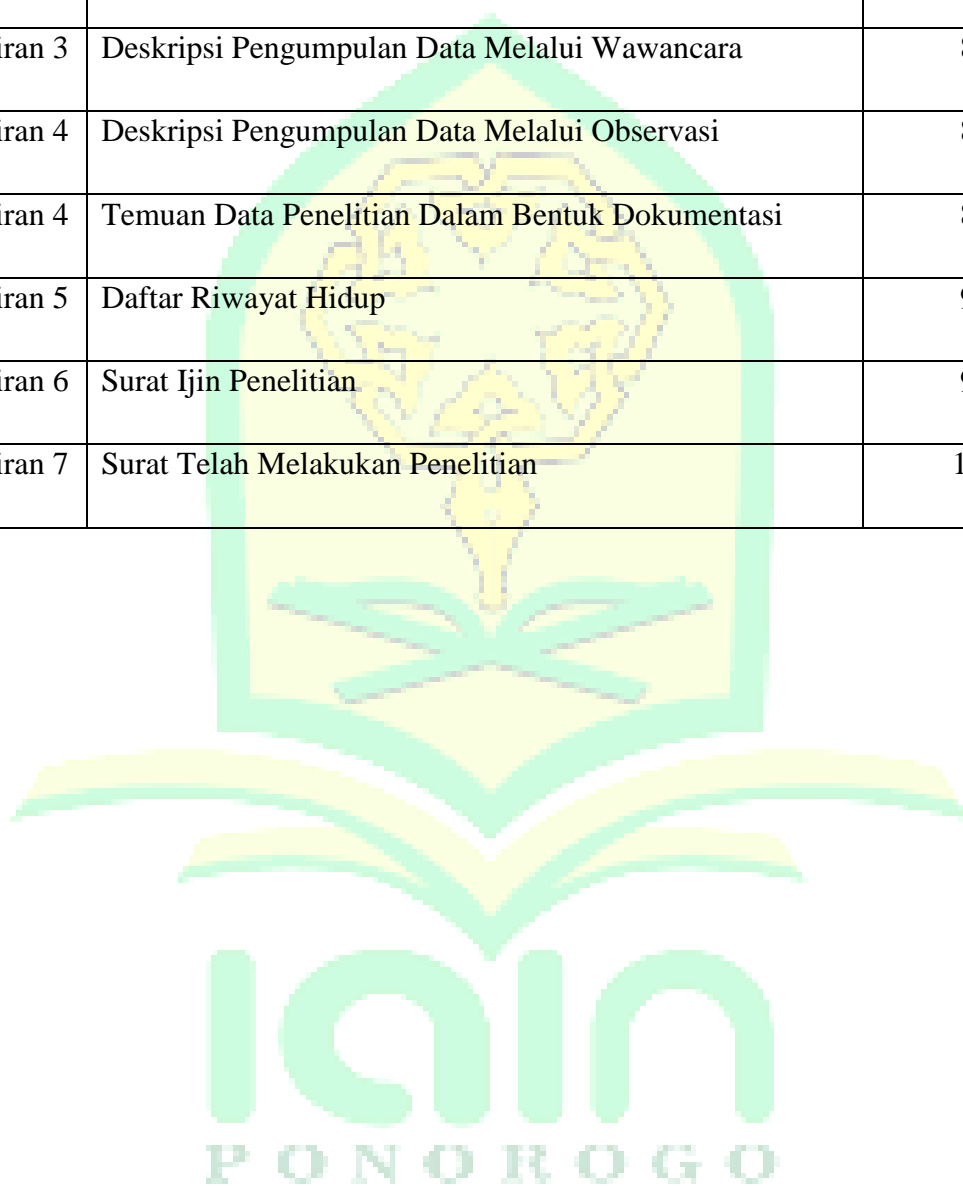 iran 3 Deskripsi Pengumpulan Data Melalui Wawancara
iran 4 Deskripsi Pengumpulan Data Melalui Observasi
iran 4 Temuan Data Penelitian Dalam Bentuk Dokumentasi
iran 5 Daftar Riwayat Hidup
iran 6 Surat Ijin Penelitian
iran 7 Surat Telah Melakukan Penelitian 1
iain
PONOROGO